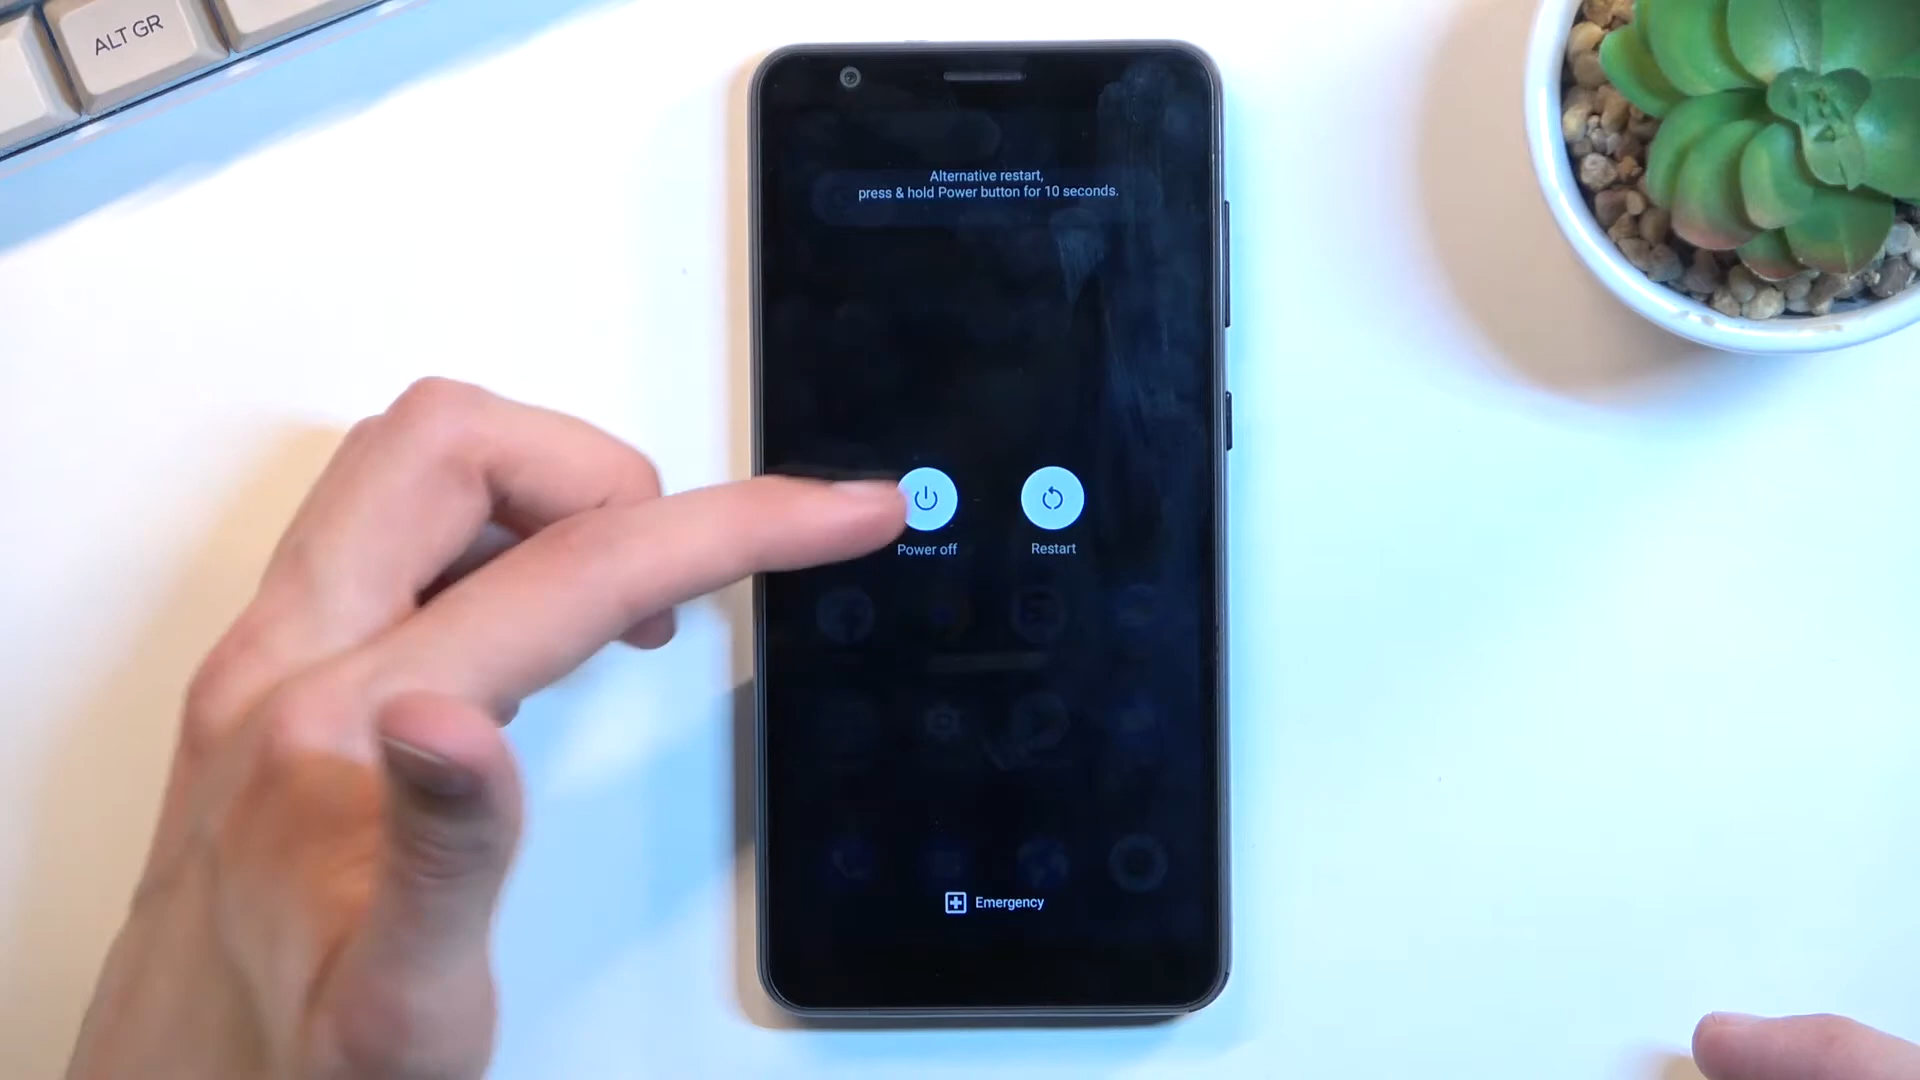 ALT GR
Alternative restart,
press & hold Power button for 10 seconds.
Power off
Restart
Emergency